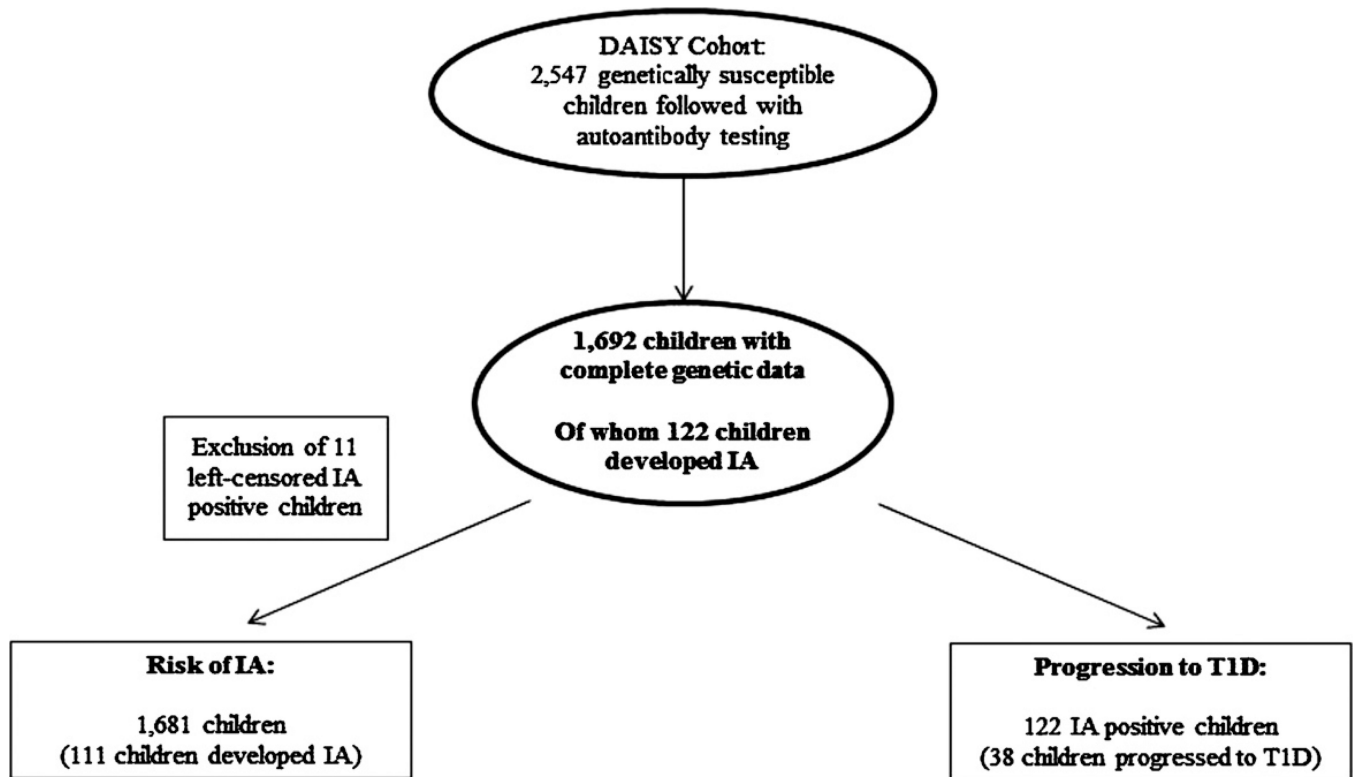 DAISY Cohort:
2,547 genetically susceptible
children followed with
autoantibody testing
1,692 children with
complete genetic data
Of whom 122 children
developed IA
Exclusion of 11
left-censored IA
positive children
Risk of IA:
1,681 children
(111 children developed IA)
Progression to T1D:
122 IA positive children
(38 children progressed to T1D)